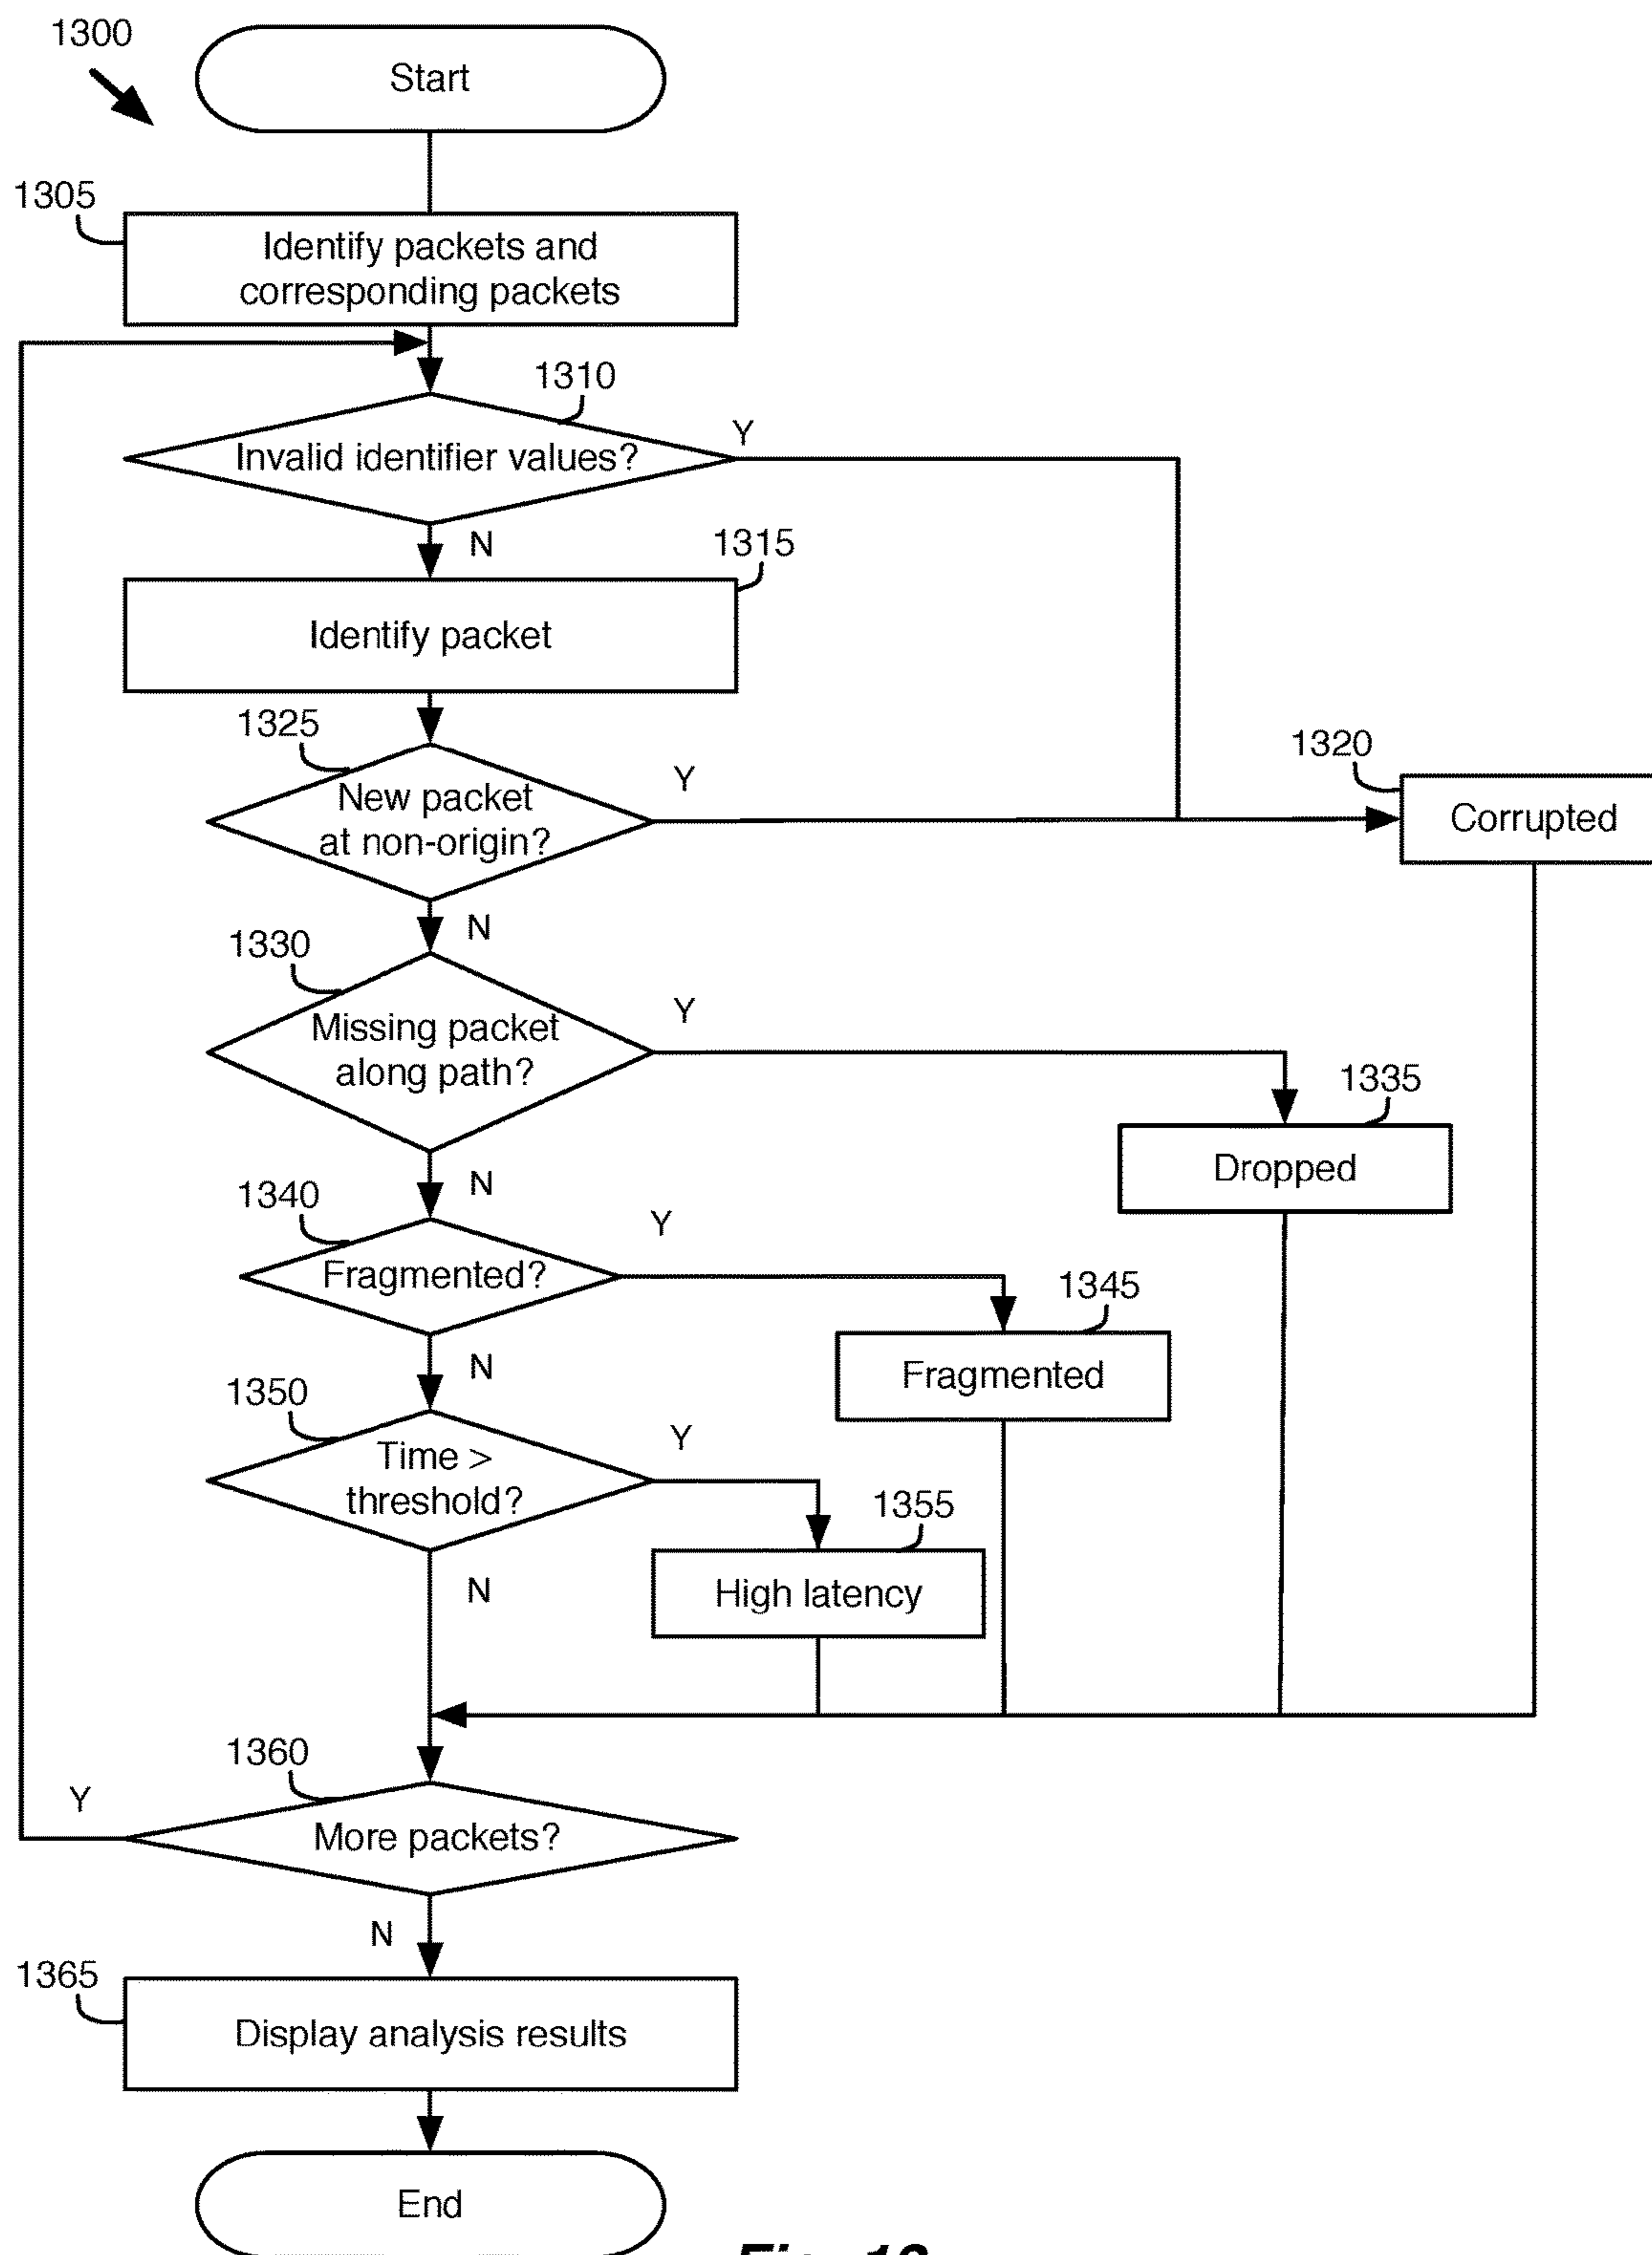 1300
Start
1305
Identify packets and
corresponding packets
1310
Invalid identifier values?
Y
N
1315
Identify packet
1325
New packet
at non-origin?
Y
1320
Corrupted
N
1330
Missing packet
along path?
Y
1335
Dropped
N
1340
Fragmented?
Y
1345
Fragmented
N
1350
Time >
threshold?
Y
1355
High latency
N
1360
More packets?
Y
N
1365
Display analysis results
End